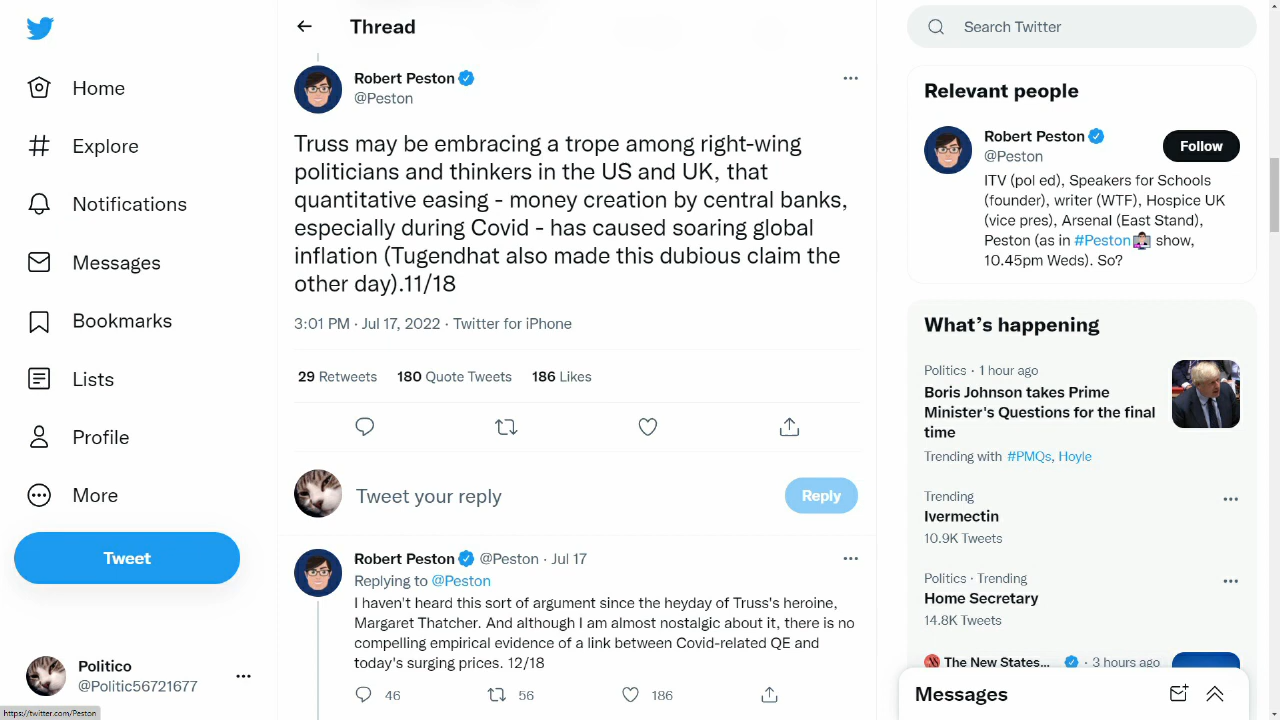 Home
Explore
Notifications
Messages
Bookmarks
Lists
Profile
More
Tweet
Politico
@Politic56721677
https://twitter.com/Peston
Thread
Robert Peston
@Peston
Truss may be embracing a trope among right-wing
politicians and thinkers in the US and UK, that
quantitative easing - money creation by central banks,
especially during Covid - has caused soaring global
inflation (Tugendhat also made this dubious claim the
other day).11/18
3:01 PM · Jul 17, 2022 · Twitter for iPhone
29 Retweets 180 Quote Tweets 186 Likes
Tweet your reply
Reply
Robert Peston @Peston · Jul 17
Replying to @Peston
I haven't heard this sort of argument since the heyday of Truss's heroine,
Margaret Thatcher. And although I am almost nostalgic about it, there is no
compelling empirical evidence of a link between Covid-related QE and
today's surging prices. 12/18
46 56 186
Search Twitter
Relevant people
Robert Peston
@Peston
Follow
ITV (pol ed), Speakers for Schools
(founder), writer (WTF), Hospice UK
(vice pres), Arsenal (East Stand),
Peston (as in #Peston show,
10.45pm Weds). So?
What's happening
Politics · 1 hour ago
Boris Johnson takes Prime
Minister's Questions for the final
time
Trending with #PMQs, Hoyle
Trending
Ivermectin
10.9K Tweets
Politics · Trending
Home Secretary
14.8K Tweets
The New States... · 3 hours ago
Messages